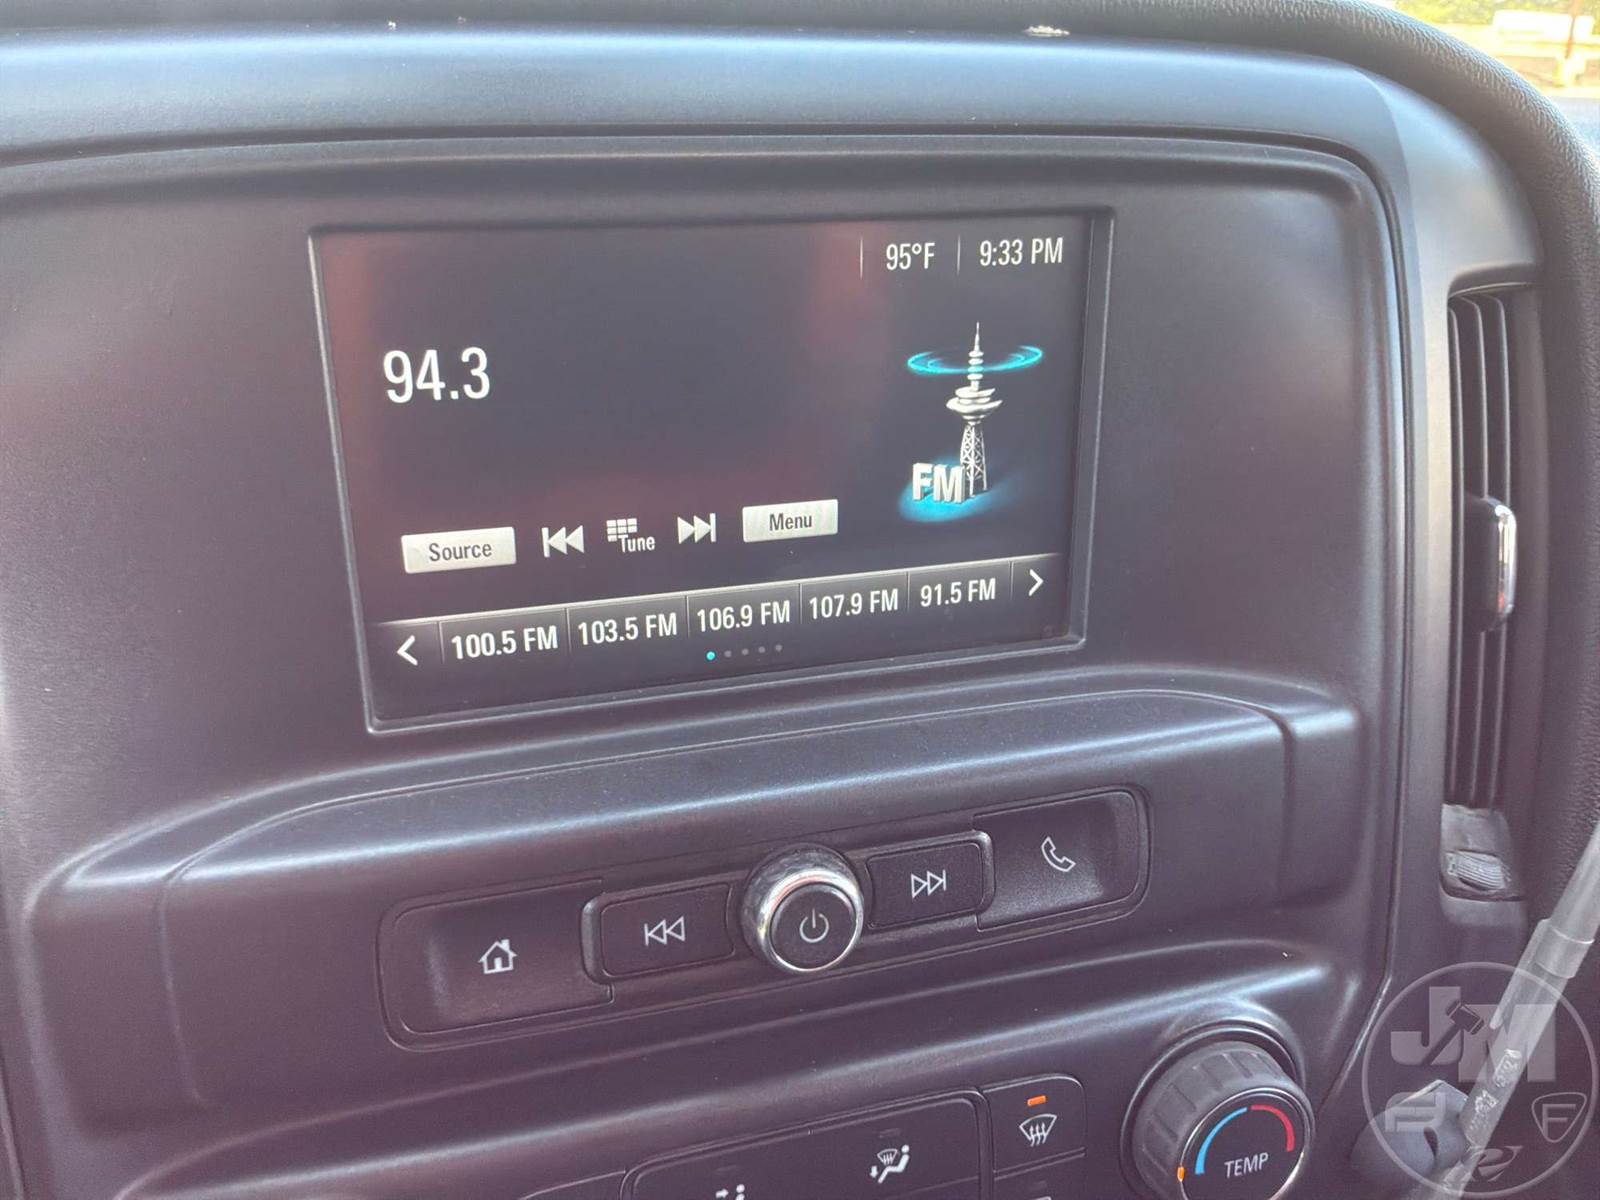 95°F 9:33 PM
94.3
FM
Source Tune Menu
100.5 FM 103.5 FM 106.9 FM 107.9 FM 91.5 FM
TEMP
JM
F